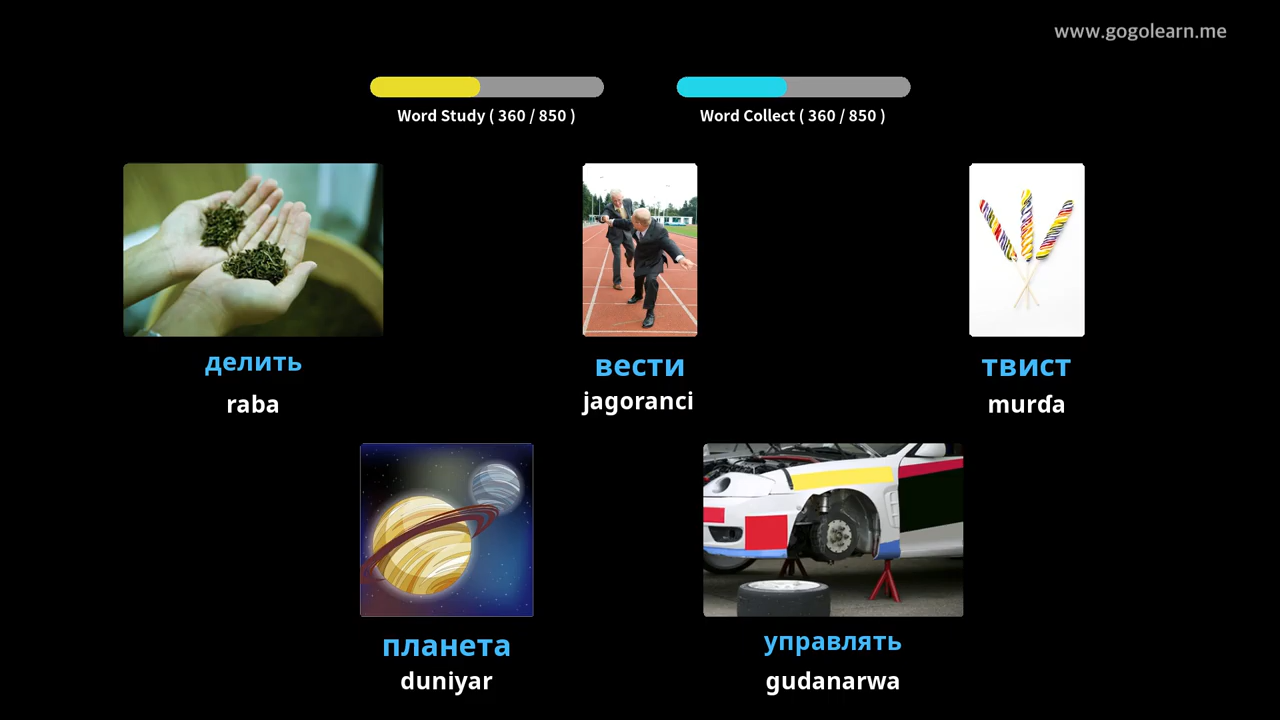 www.gogolearn.me
Word Study ( 360 / 850 )
Word Collect ( 360 / 850 )
делить
raba
вести
jagoranci
твист
murɗa
планета
duniyar
управлять
gudanarwa